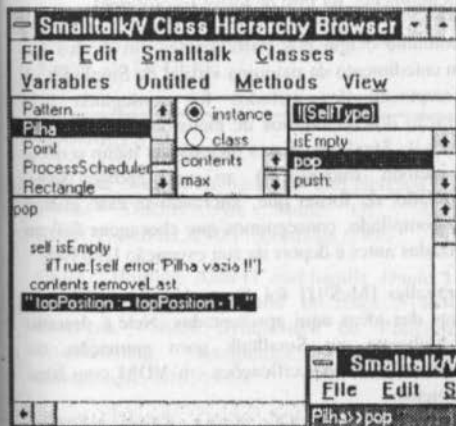 Smalltalk/V Class Hierarchy Browser
File Edit Smalltalk Classes
Variables Untitled Methods View
Pattern...
Pilha
Point
ProcessScheduler
Rectangle
instance
class
contents
max
![SelfType]
isEmpty
pop
push:
pop
self isEmpty
ifTrue:[self error:'Pilha vazia !!'].
contents removeLast.
" topPosition := topPosition - 1. "
Smalltalk/V
File Edit S
Pilha>>pop